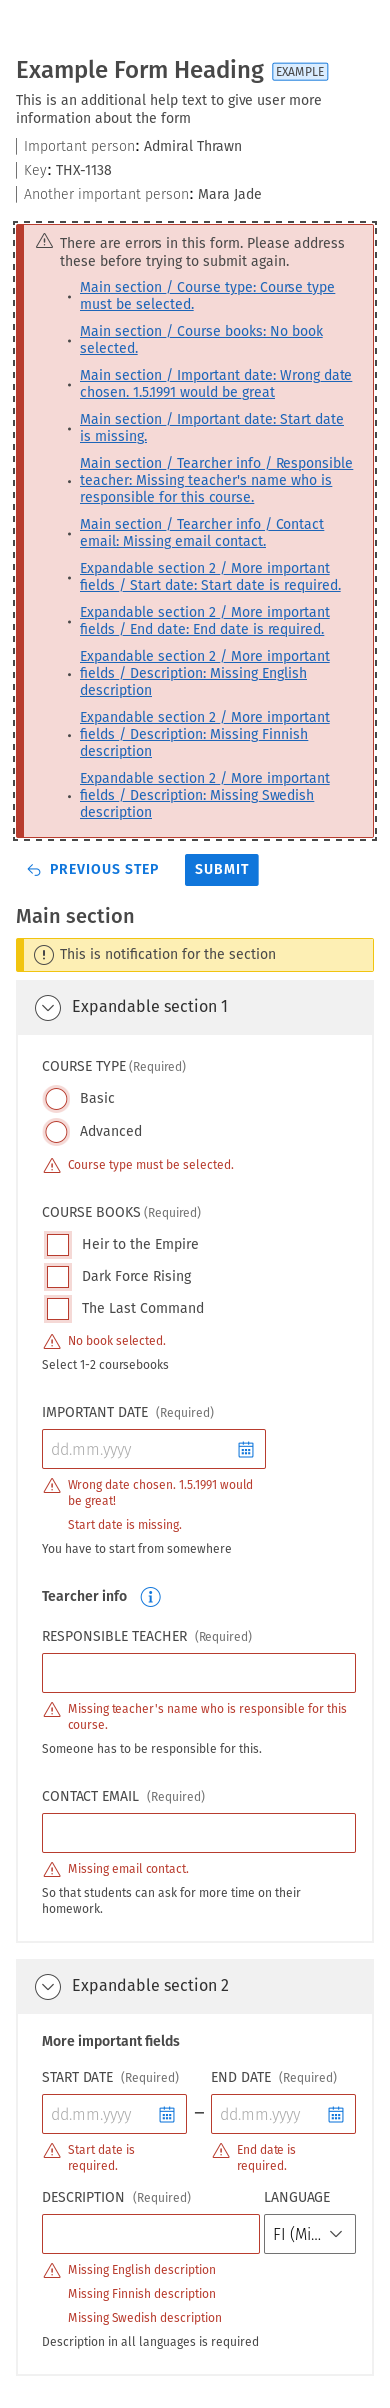 Example Form Heading EXAMPLE
This is an additional help text to give user more
information about the form
Important person: Admiral Thrawn
Key: THX-1138
Another important person: Mara Jade
There are errors in this form. Please address
these before trying to submit again.
• Main section / Course type: Course type
must be selected.
• Main section / Course books: No book
selected.
• Main section / Important date: Wrong date
chosen. 1.5.1991 would be great
• Main section / Important date: Start date
is missing.
• Main section / Tearcher info / Responsible
teacher: Missing teacher's name who is
responsible for this course.
• Main section / Tearcher info / Contact
email: Missing email contact.
• Expandable section 2 / More important
fields / Start date: Start date is required.
• Expandable section 2 / More important
fields / End date: End date is required.
• Expandable section 2 / More important
fields / Description: Missing English
description
• Expandable section 2 / More important
fields / Description: Missing Finnish
description
• Expandable section 2 / More important
fields / Description: Missing Swedish
description
PREVIOUS STEP SUBMIT
Main section
This is notification for the section
Expandable section 1
COURSE TYPE (Required)
Basic
Advanced
Course type must be selected.
COURSE BOOKS (Required)
Heir to the Empire
Dark Force Rising
The Last Command
No book selected.
Select 1-2 coursebooks
IMPORTANT DATE (Required)
dd.mm.yyyy
Wrong date chosen. 1.5.1991 would
be great!
Start date is missing.
You have to start from somewhere
Tearcher info
RESPONSIBLE TEACHER (Required)
Missing teacher's name who is responsible for this
course.
Someone has to be responsible for this.
CONTACT EMAIL (Required)
Missing email contact.
So that students can ask for more time on their
homework.
Expandable section 2
More important fields
START DATE (Required) END DATE (Required)
dd.mm.yyyy – dd.mm.yyyy
Start date is END date is
required. required.
DESCRIPTION (Required) LANGUAGE
FI (Mi...
Missing English description
Missing Finnish description
Missing Swedish description
Description in all languages is required